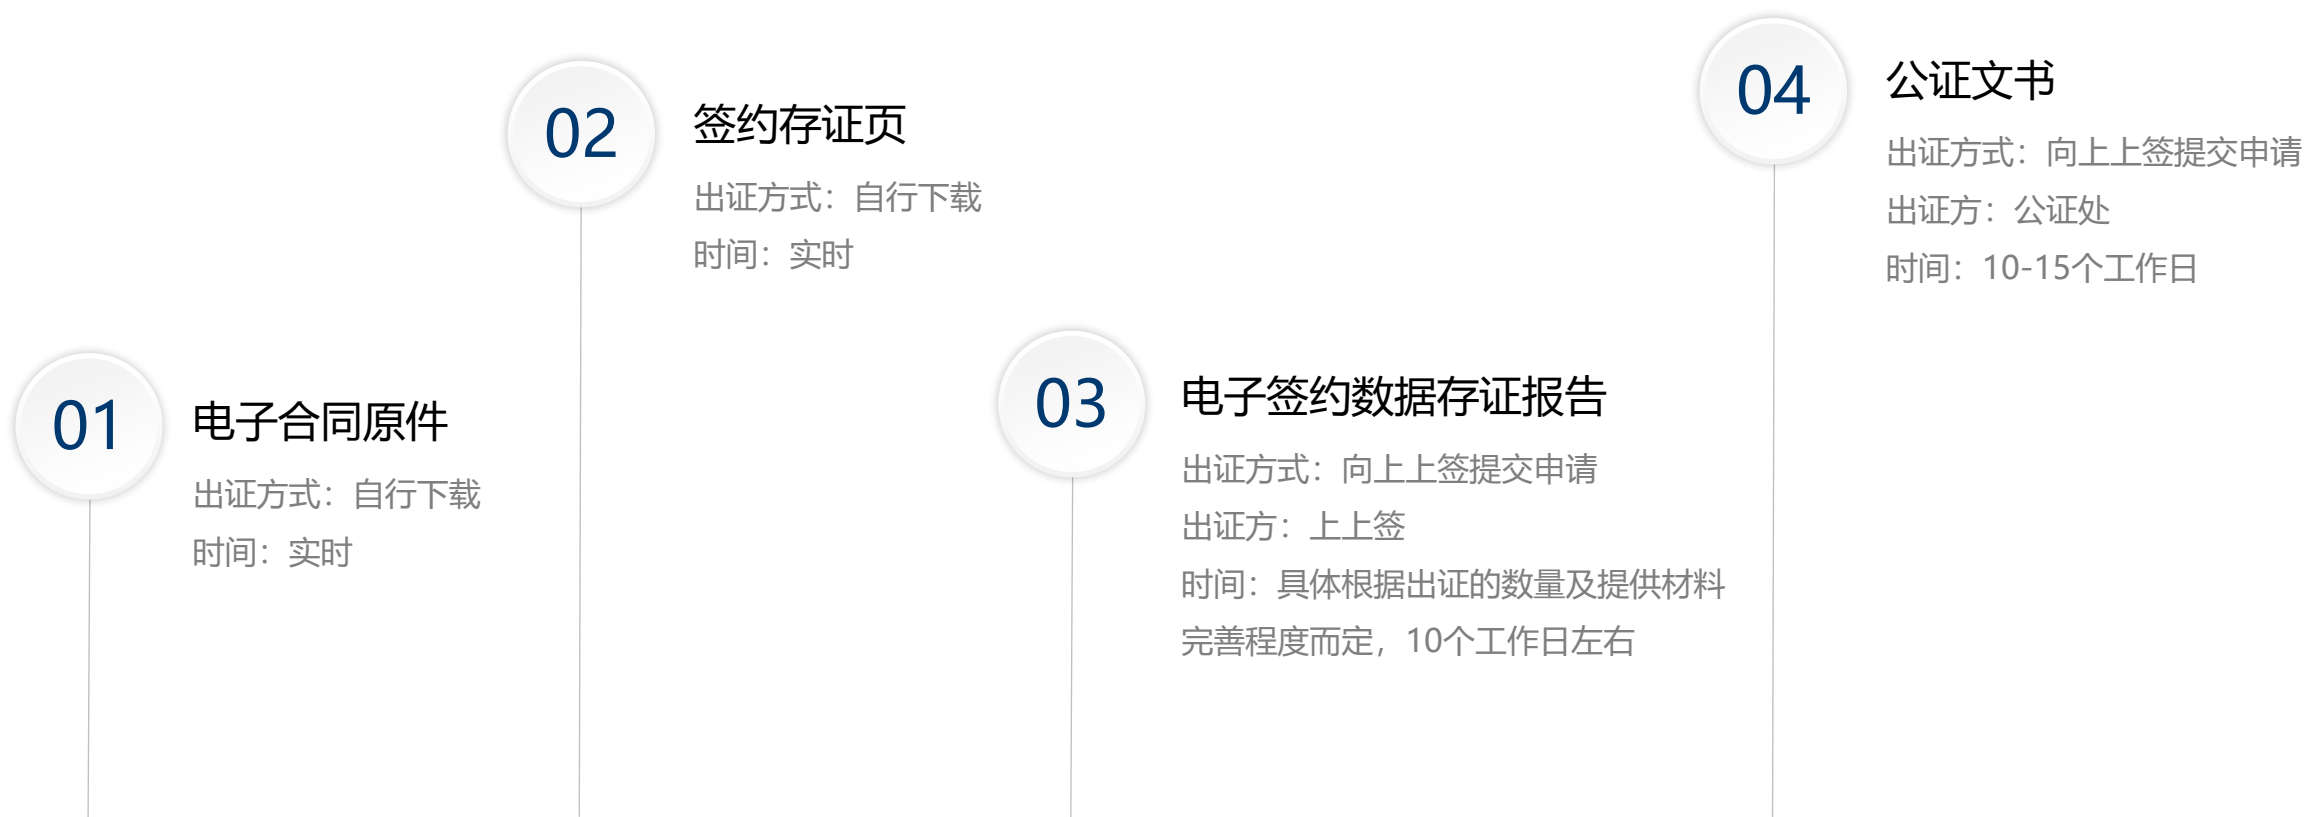 01
电子合同原件
出证方式：自行下载
时间：实时
02
签约存证页
出证方式：自行下载
时间：实时
03
电子签约数据存证报告
出证方式：向上上签提交申请
出证方：上上签
时间：具体根据出证的数量及提供材料
完善程度而定，10个工作日左右
04
公证文书
出证方式：向上上签提交申请
出证方：公证处
时间：10-15个工作日